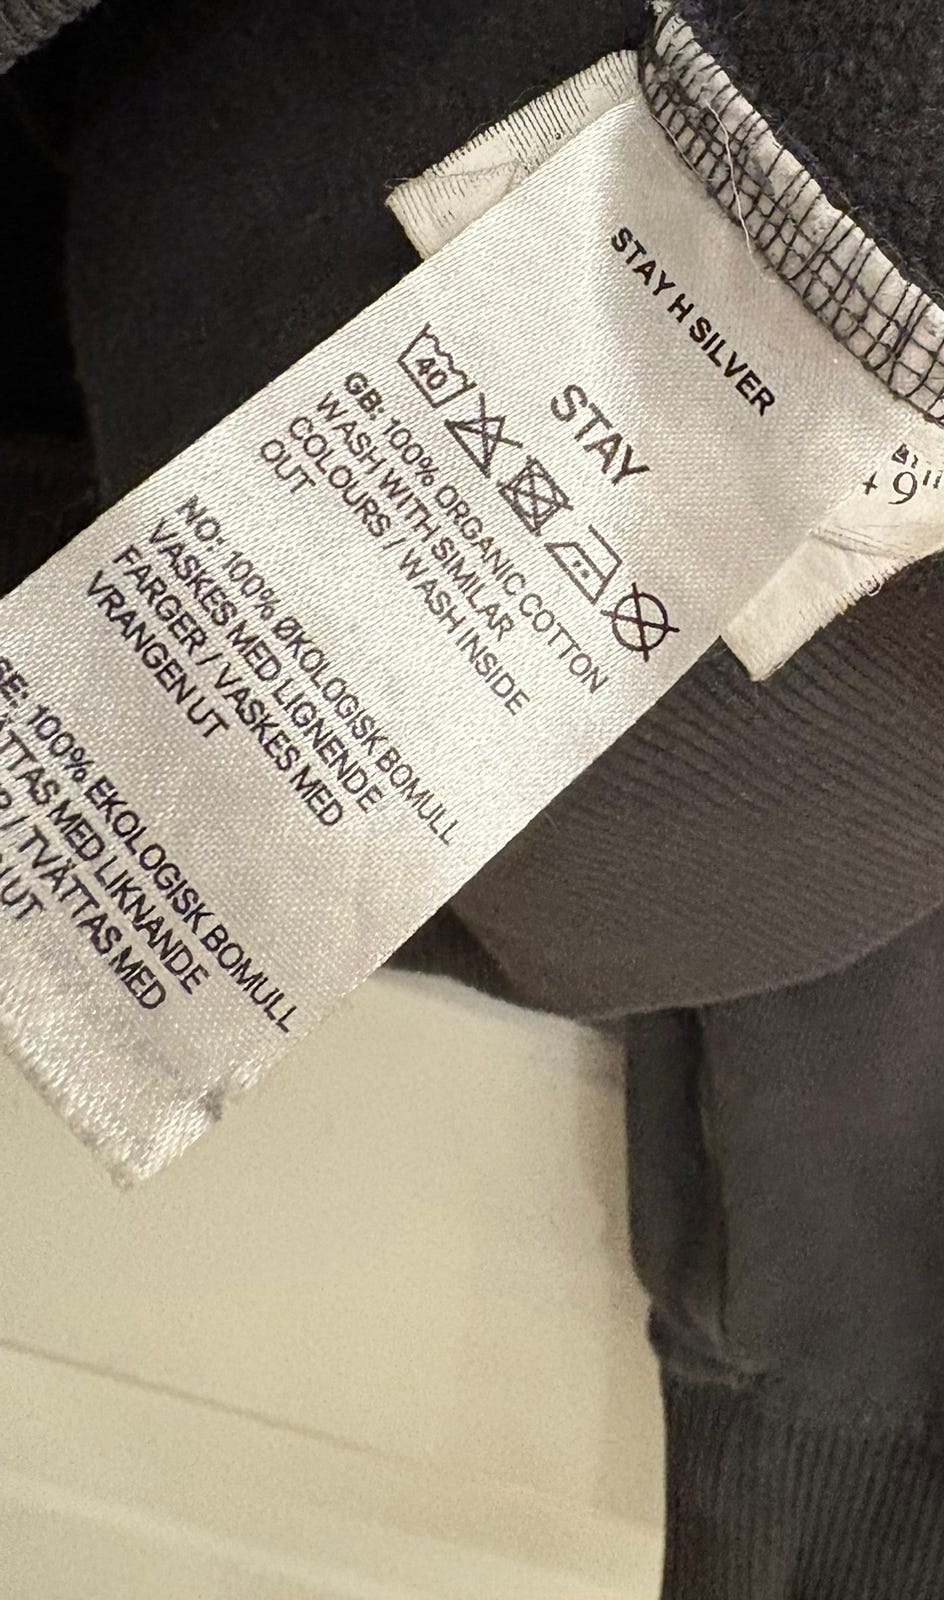 STAY H SILVER
STAY
40
GB: 100% ORGANIC COTTON
WASH WITH SIMILAR
COLOURS / WASH INSIDE
OUT
NO: 100% ØKOLOGISK BOMULL
VASKES MED LIGNENDE
FARGER / VASKES MED
VRANGEN UT
SE: 100% EKOLOGISK BOMULL
TVÄTTAS MED LIKNANDE
/ TVÄTTAS MED
UT